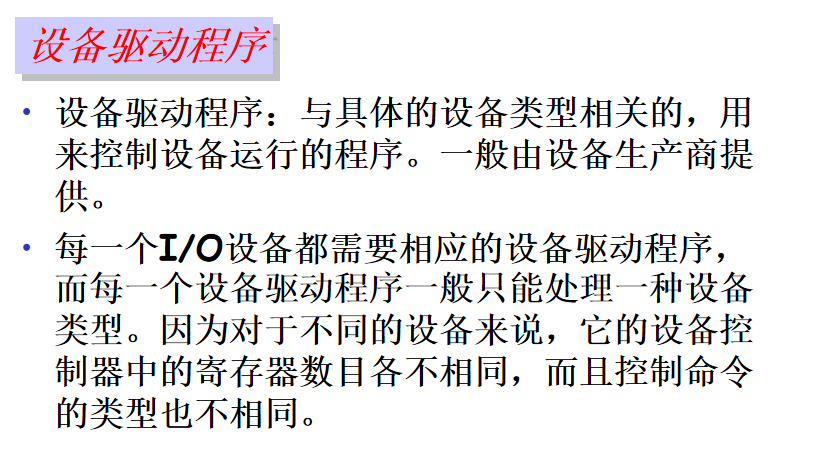 设备驱动程序
• 设备驱动程序：与具体的设备类型相关的，用
来控制设备运行的程序。一般由设备生产商提
供。
• 每一个I/O设备都需要相应的设备驱动程序，
而每一个设备驱动程序一般只能处理一种设备
类型。因为对于不同的设备来说，它的设备控
制器中的寄存器数目各不相同，而且控制命令
的类型也不相同。